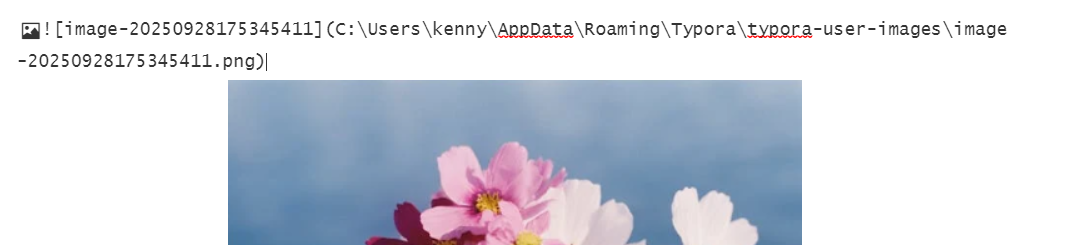 ![image-20250928175345411](C:\Users\kenny\AppData\Roaming\Typora\typora-user-images\image
-20250928175345411.png)